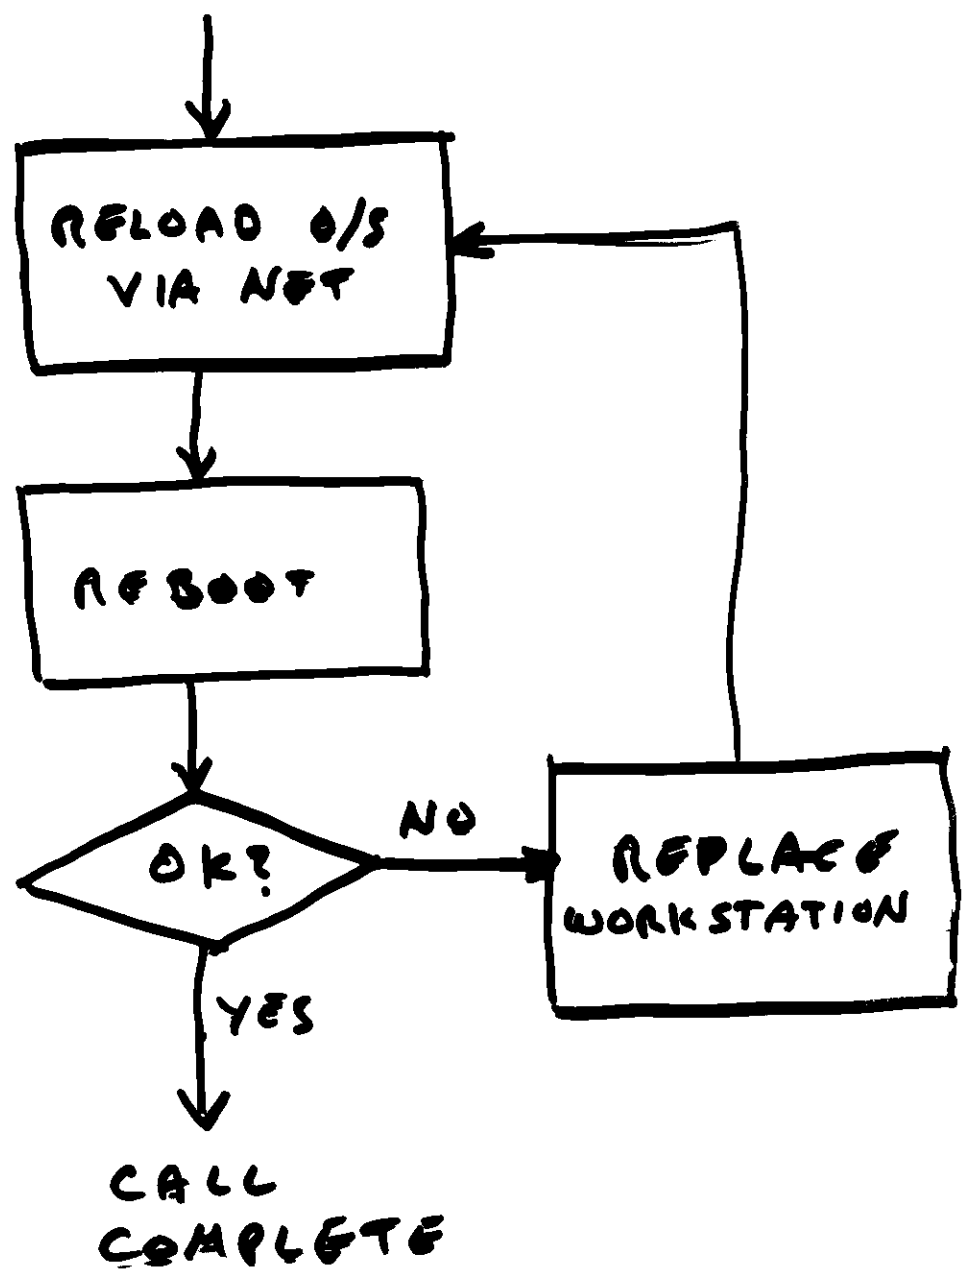 RELOAD O/S
VIA NET
REBOOT
OK?
NO
REPLACE
WORKSTATION
YES
CALL
COMPLETE